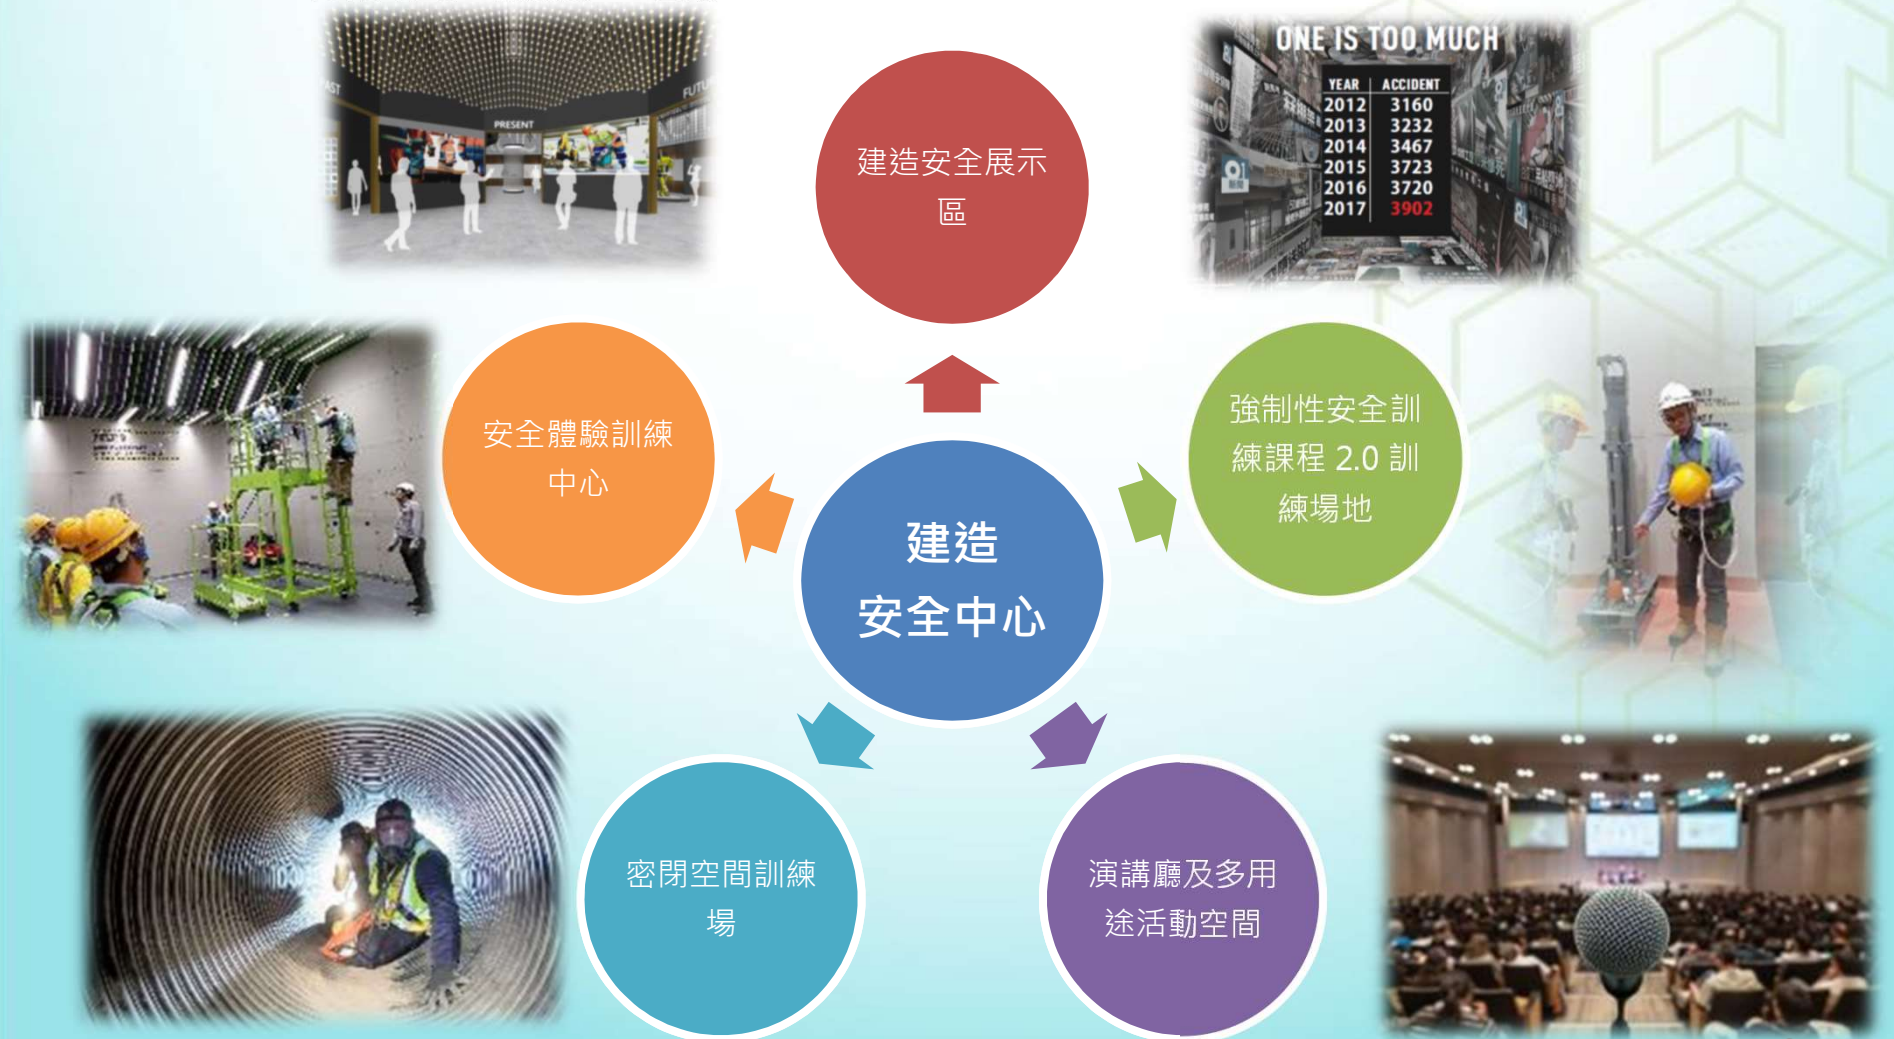 PAST
PRESENT
FUTURE
建造安全展示
區
ONE IS TOO MUCH
YEAR ACCIDENT
2012 3160
2013 3232
2014 3467
2015 3723
2016 3720
2017 3902
安全體驗訓練
中心
強制性安全訓
練課程 2.0 訓
練場地
建造
安全中心
密閉空間訓練
場
演講廳及多用
途活動空間